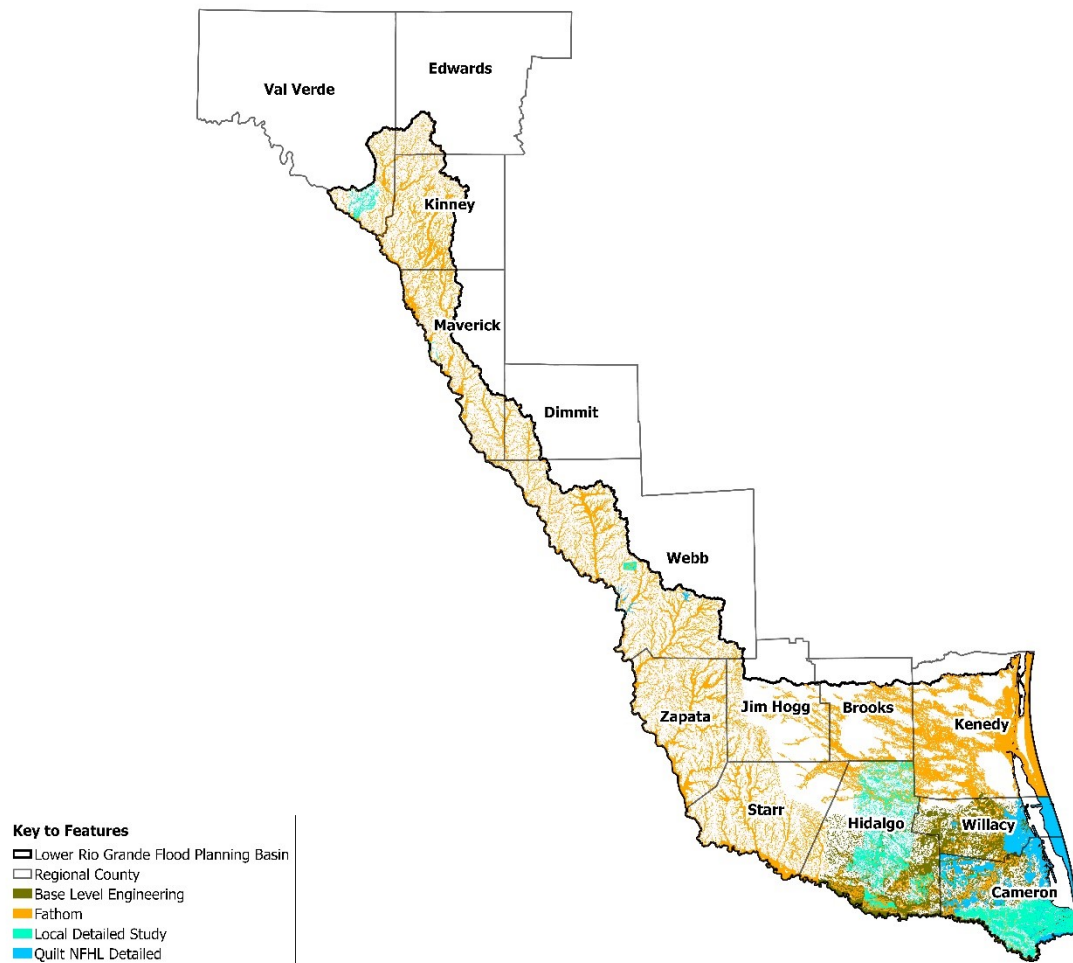 Val Verde
Edwards
Kinney
Maverick
Dimmit
Webb
Zapata
Jim Hogg
Brooks
Kenedy
Starr
Hidalgo
Willacy
Cameron
Key to Features
Lower Rio Grande Flood Planning Basin
Regional County
Base Level Engineering
Fathom
Local Detailed Study
Quilt NFHL Detailed